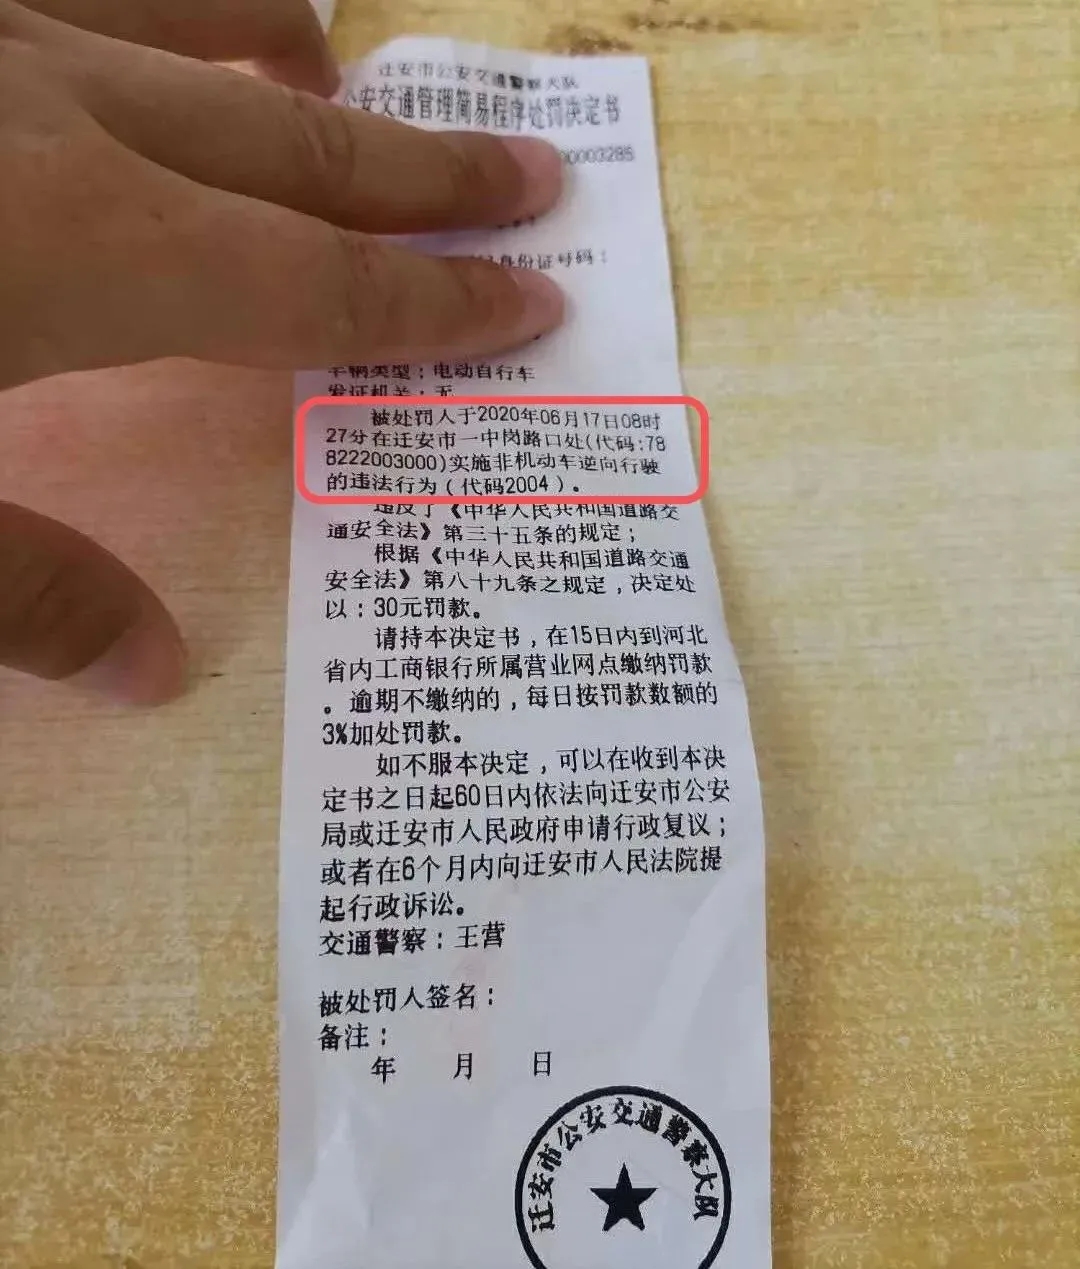 迁安市公安交通警察大队
公安交通管理简易程序处罚决定书
00003285
身份证号码：
车辆类型：电动自行车
发证机关：无
被处罚人于2020年06月17日08时
27分在迁安市一中岗路口处(代码:78
8222003000)实施非机动车逆向行驶
的违法行为（代码2004）。
违反了《中华人民共和国道路交
通安全法》第三十五条的规定；
根据《中华人民共和国道路交通
安全法》第八十九条之规定，决定处
以：30元罚款。
请持本决定书，在15日内到河北
省内工商银行所属营业网点缴纳罚款
。逾期不缴纳的，每日按罚款数额的
3%加处罚款。
如不服本决定，可以在收到本决
定书之日起60日内依法向迁安市公安
局或迁安市人民政府申请行政复议；
或者在6个月内向迁安市人民法院提
起行政诉讼。
交通警察：王营
被处罚人签名：
备注：
年 月 日
迁安市公安交通警察大队